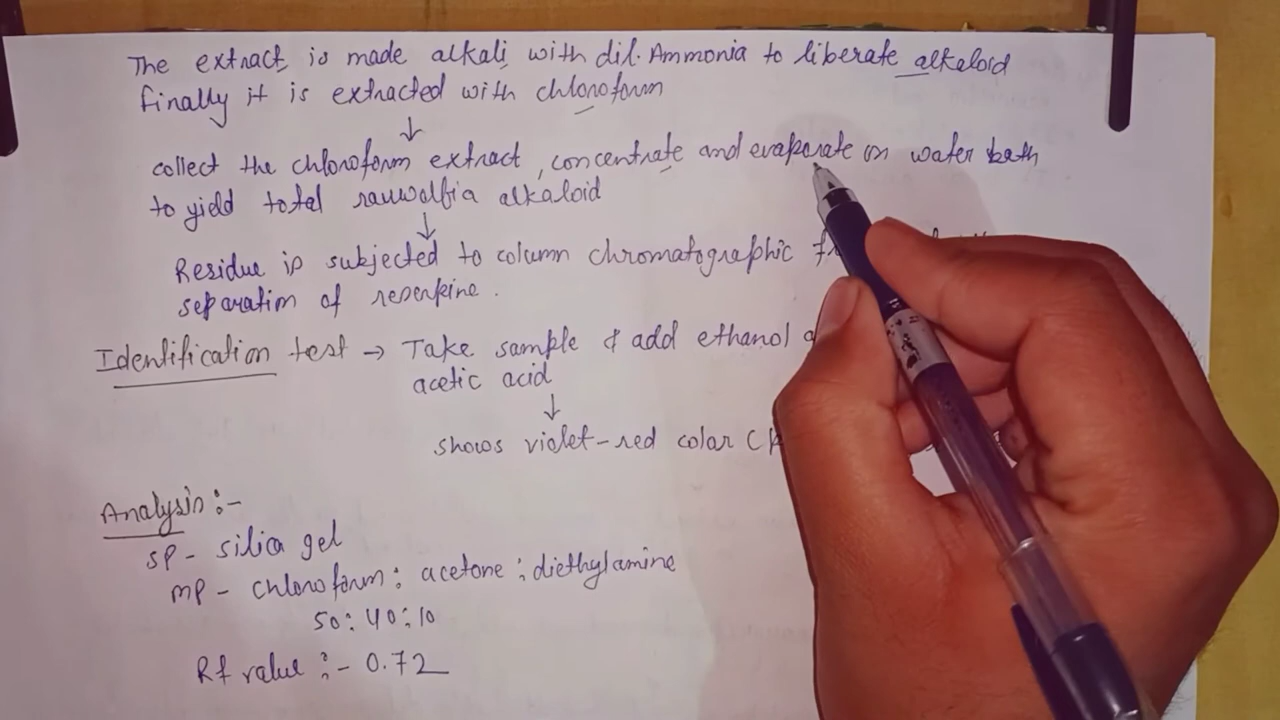 The extract is made alkali with dil. Ammonia to liberate alkaloid
finally it is extracted with chloroform
↓
collect the chloroform extract, concentrate and evaporate on water bath
to yield total rauwolfia alkaloid
↓
Residue is subjected to column chromatographic
separation of reserpine.
Identification test → Take sample & add ethanol
acetic acid
↓
shows violet-red color (
Analysis :-
SP - silica gel
MP - chloroform : acetone : diethylamine
50:40:10
Rf value :- 0.72